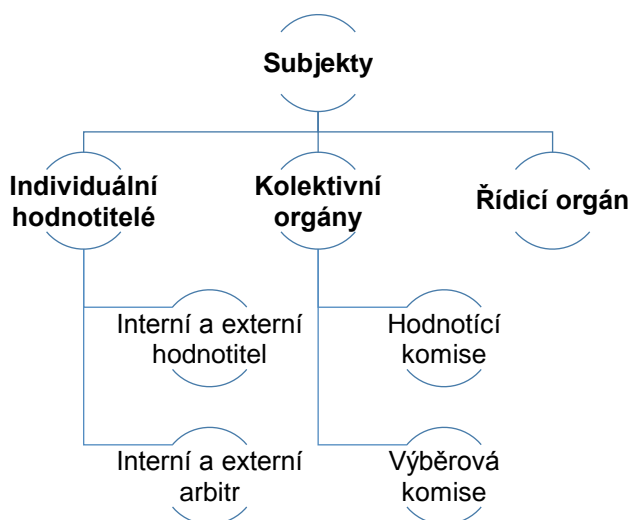 Subjekty
Individuální
hodnotitelé
Kolektivní
orgány
Řídicí orgán
Interní a externí
hodnotitel
Hodnotící
komise
Interní a externí
arbitr
Výběrová
komise